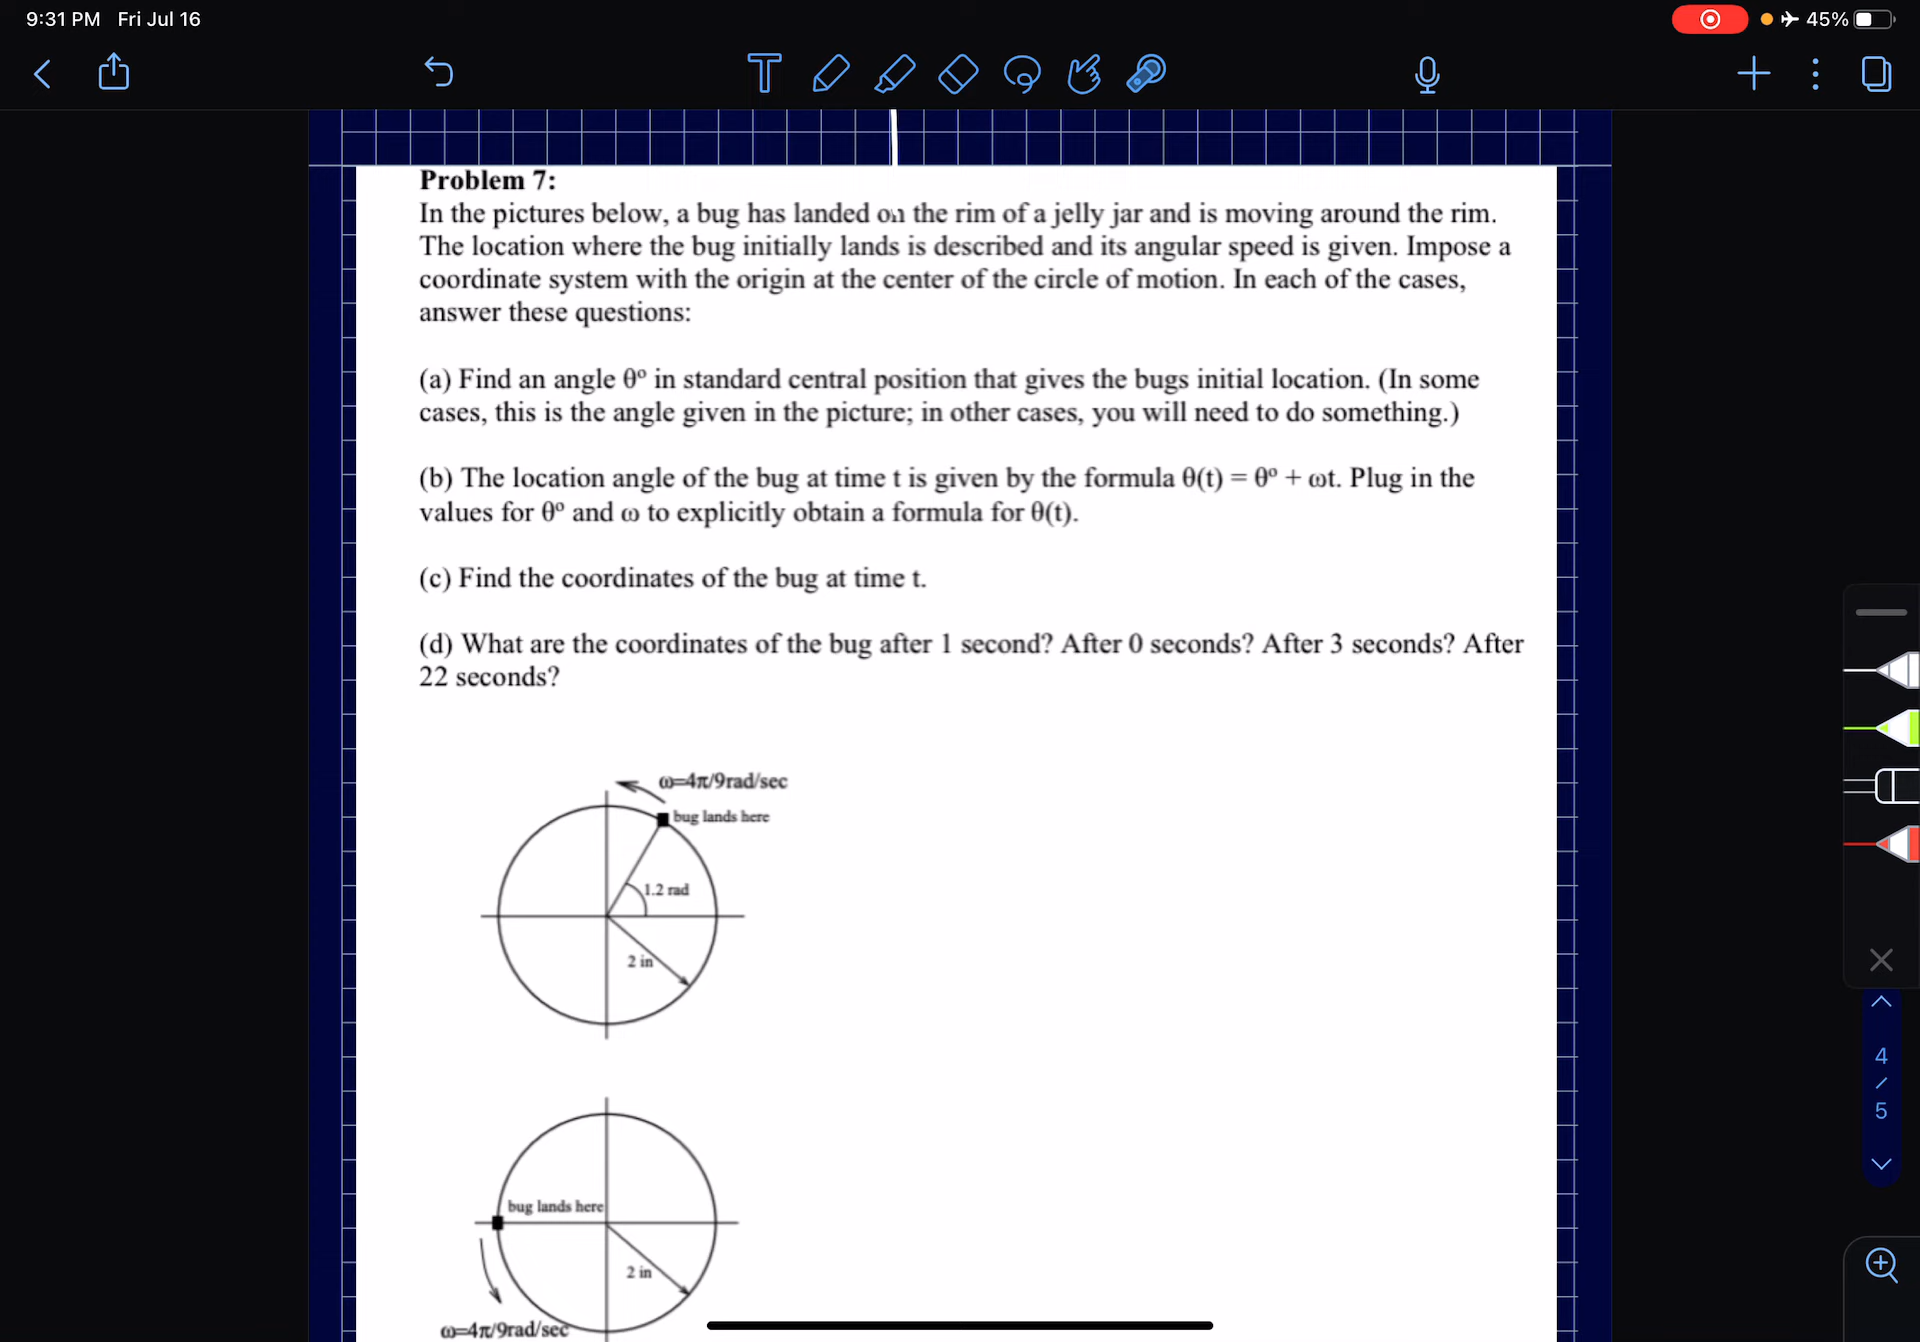 9:31 PM Fri Jul 16
45%
Problem 7:
In the pictures below, a bug has landed on the rim of a jelly jar and is moving around the rim.
The location where the bug initially lands is described and its angular speed is given. Impose a
coordinate system with the origin at the center of the circle of motion. In each of the cases,
answer these questions:
(a) Find an angle θº in standard central position that gives the bugs initial location. (In some
cases, this is the angle given in the picture; in other cases, you will need to do something.)
(b) The location angle of the bug at time t is given by the formula θ(t) = θº + ωt. Plug in the
values for θº and ω to explicitly obtain a formula for θ(t).
(c) Find the coordinates of the bug at time t.
(d) What are the coordinates of the bug after 1 second? After 0 seconds? After 3 seconds? After
22 seconds?
ω=4π/9rad/sec
bug lands here
1.2 rad
2 in
bug lands here
2 in
ω=4π/9rad/sec
4
/
5